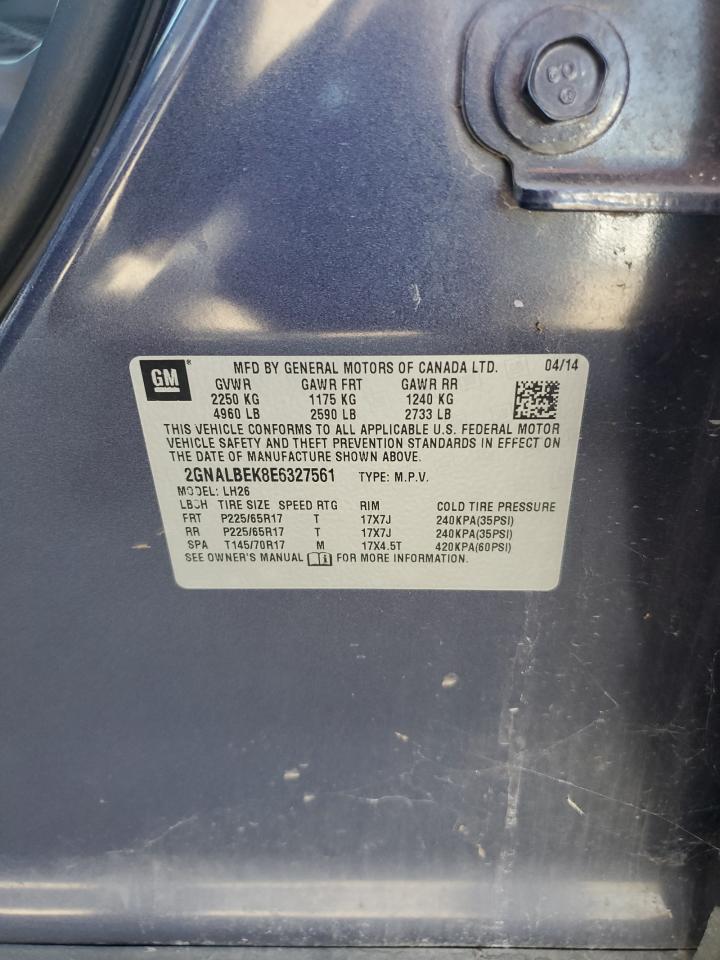 GM® MFD BY GENERAL MOTORS OF CANADA LTD. 04/14
GVWR GAWR FRT GAWR RR
2250 KG 1175 KG 1240 KG
4960 LB 2590 LB 2733 LB
THIS VEHICLE CONFORMS TO ALL APPLICABLE U.S. FEDERAL MOTOR
VEHICLE SAFETY AND THEFT PREVENTION STANDARDS IN EFFECT ON
THE DATE OF MANUFACTURE SHOWN ABOVE.
2GNALBEK8E6327561 TYPE: M.P.V.
MODEL: LH26
TIRE SIZE SPEED RTG RIM COLD TIRE PRESSURE
FRT P225/65R17 T 17X7J 240KPA(35PSI)
RR P225/65R17 T 17X7J 240KPA(35PSI)
SPA T145/70R17 M 17X4.5T 420KPA(60PSI)
SEE OWNER'S MANUAL FOR MORE INFORMATION.